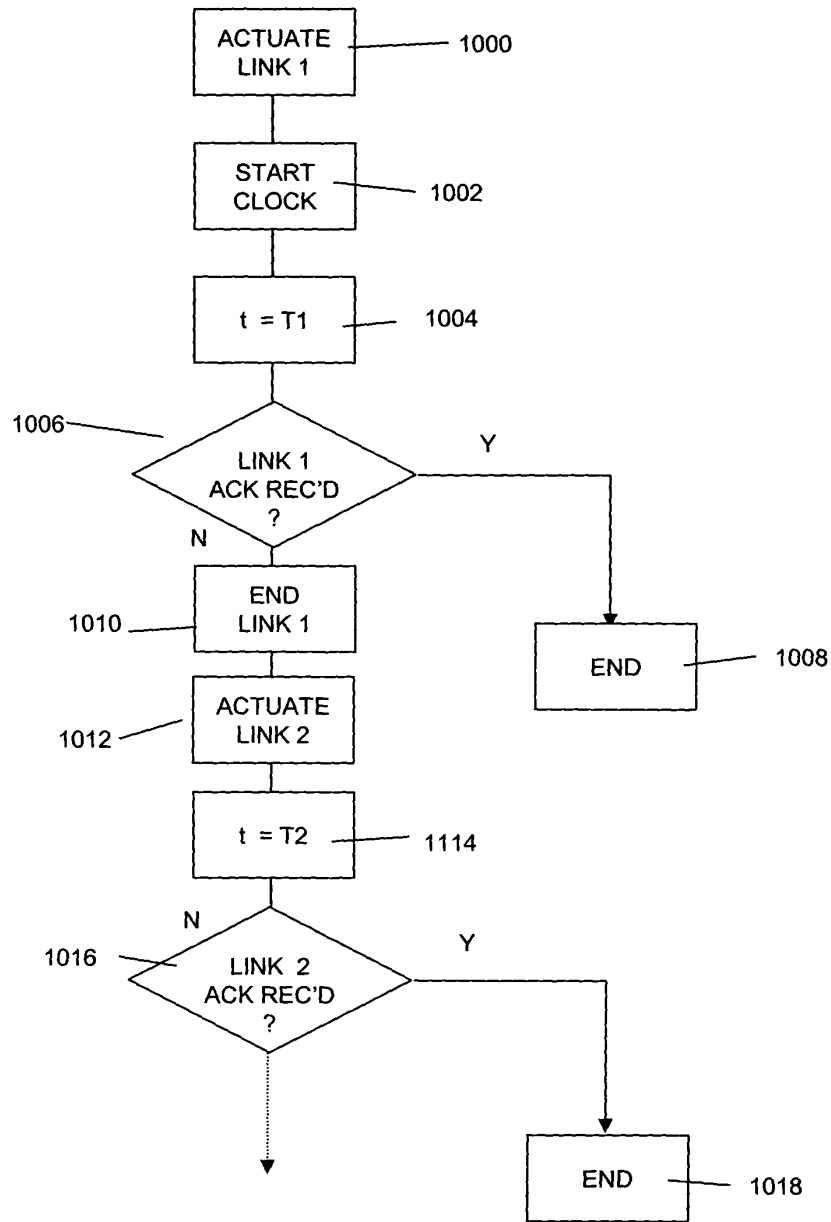 ACTUATE
LINK 1
1000
START
CLOCK
1002
t = T1
1004
1006
LINK 1
ACK REC'D
?
Y
N
END
LINK 1
1010
END
1008
ACTUATE
LINK 2
1012
t = T2
1114
N
1016
LINK 2
ACK REC'D
?
Y
END
1018